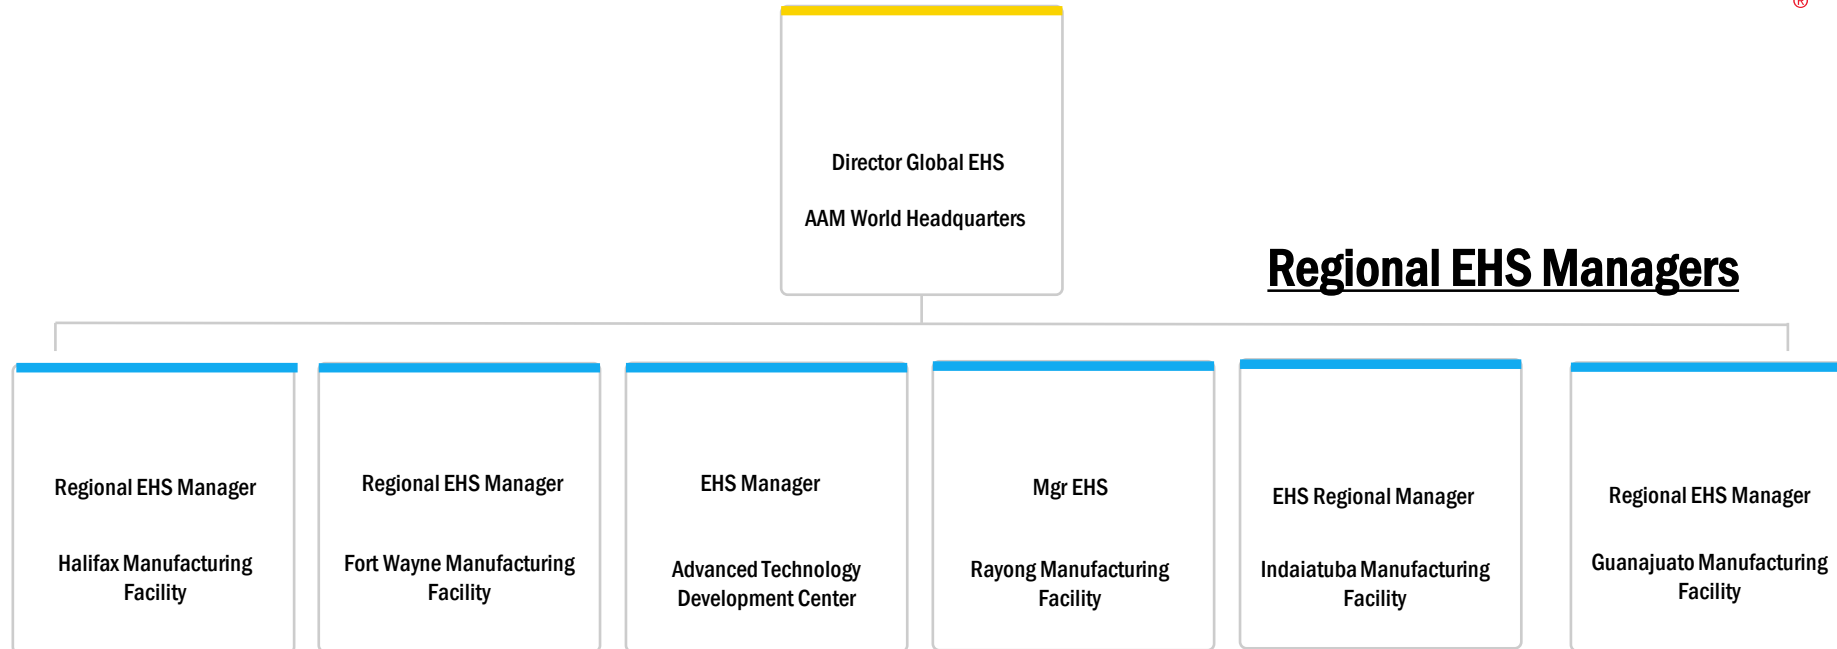 ®
Director Global EHS
AAM World Headquarters
Regional EHS Managers
Regional EHS Manager
Halifax Manufacturing
Facility
Regional EHS Manager
Fort Wayne Manufacturing
Facility
EHS Manager
Advanced Technology
Development Center
Mgr EHS
Rayong Manufacturing
Facility
EHS Regional Manager
Indaiatuba Manufacturing
Facility
Regional EHS Manager
Guanajuato Manufacturing
Facility